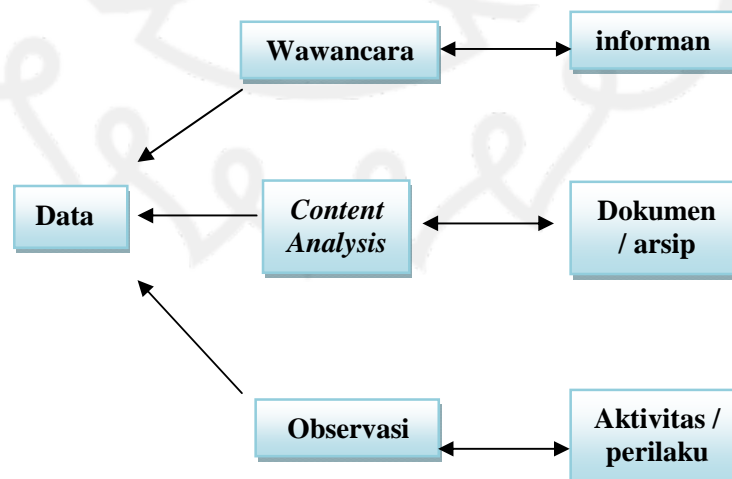 Wawancara
informan
Data
Content
Analysis
Dokumen
/ arsip
Observasi
Aktivitas /
perilaku